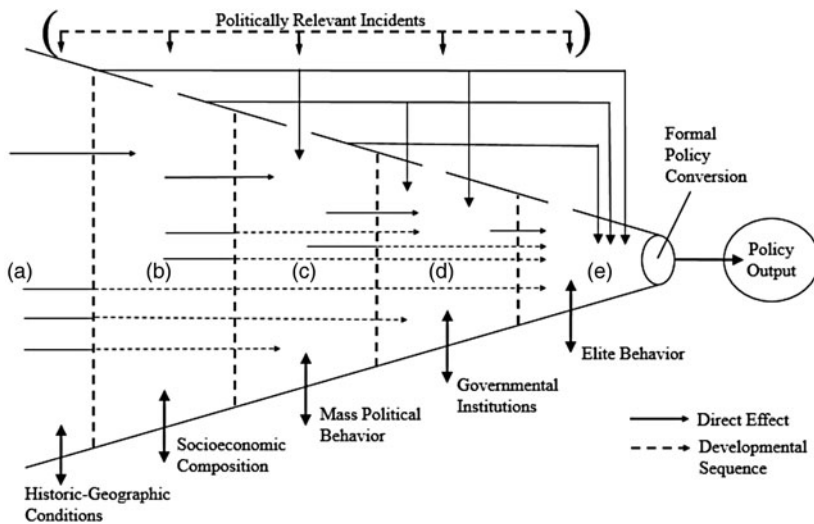 Politically Relevant Incidents
Formal
Policy
Conversion
(a)
(b)
(c)
(d)
(e)
Policy
Output
Elite Behavior
Governmental
Institutions
Mass Political
Behavior
Socioeconomic
Composition
Historic-Geographic
Conditions
Direct Effect
Developmental
Sequence